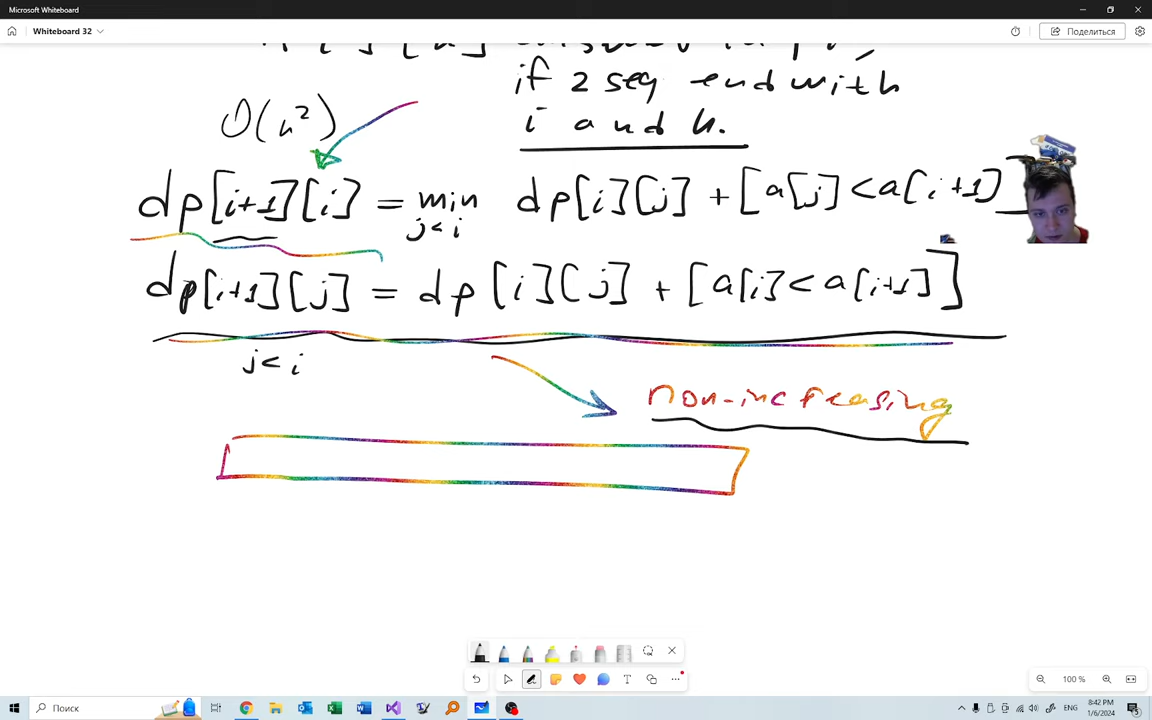 Microsoft Whiteboard
Whiteboard 32
Поделиться
if 2 seq end with
i and k.
O(n²)
dp[i+1][i] = min dp[i][j] + [a[j] < a[i+1]
j < i
dp[i+1][j] = dp[i][j] + [a[i] < a[i+1]]
j < i
non-increasing
100 %
Поиск
ENG
8:42 PM
1/6/2024
5